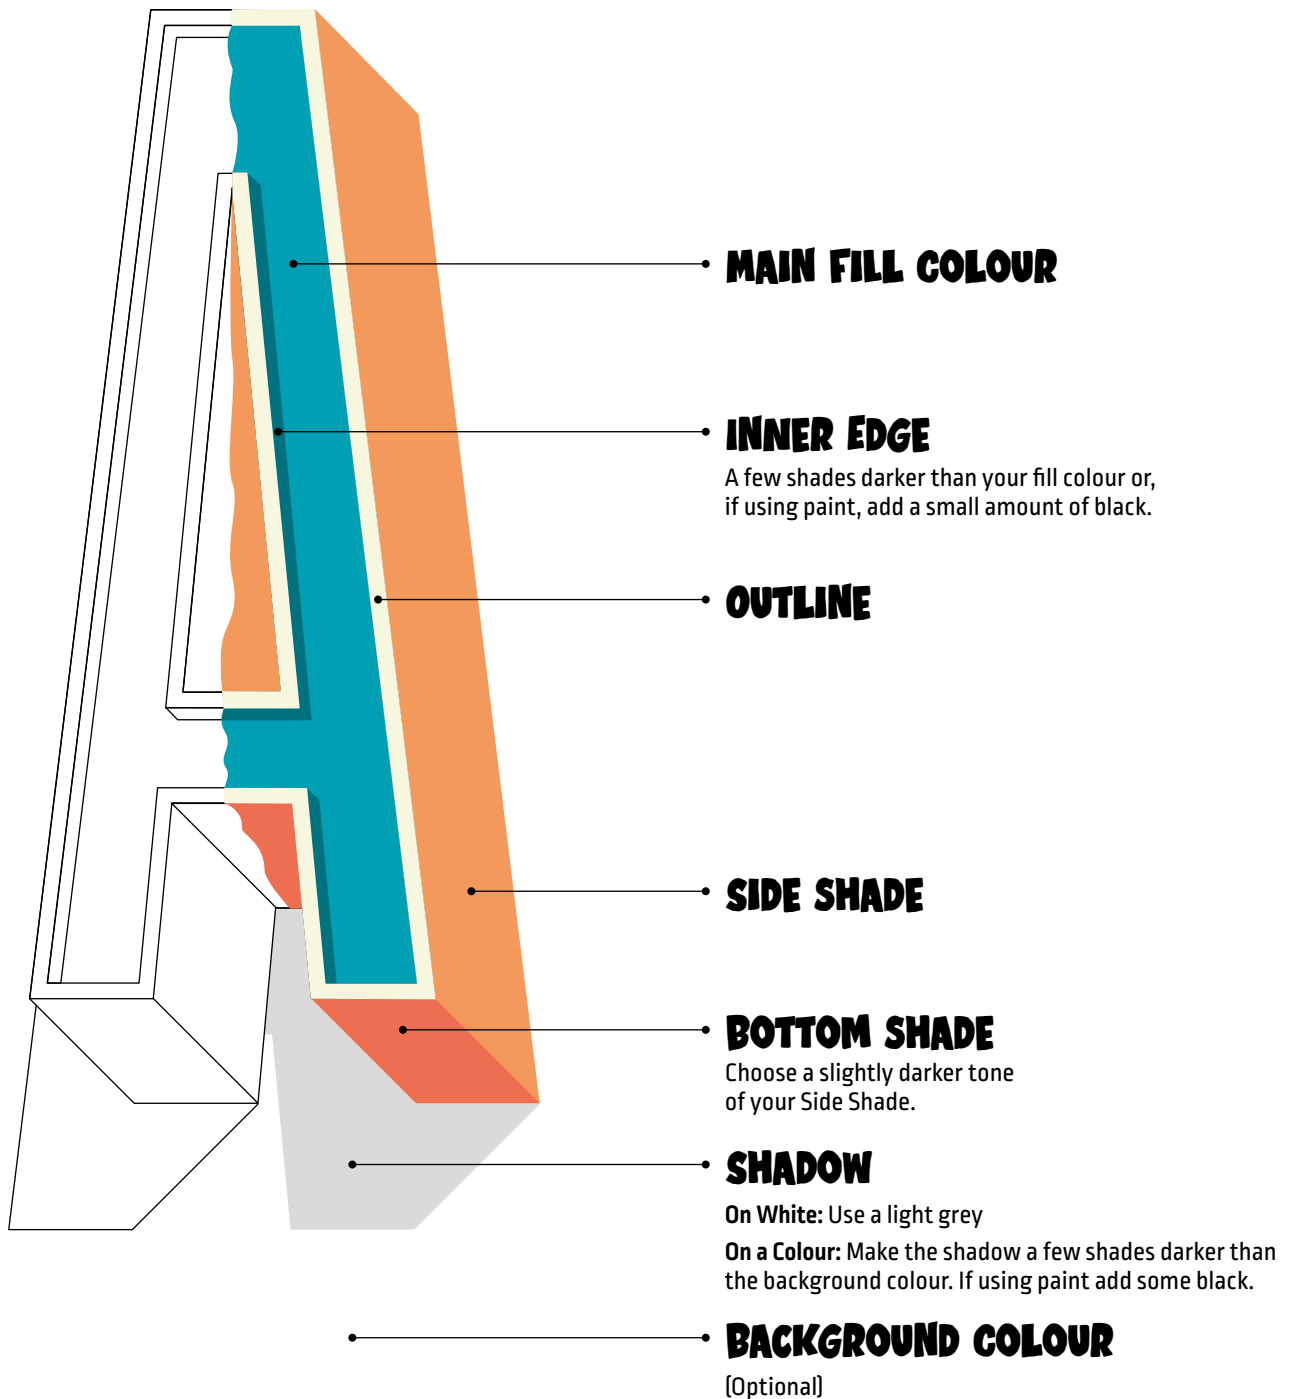 MAIN FILL COLOUR
INNER EDGE
A few shades darker than your fill colour or,
if using paint, add a small amount of black.
OUTLINE
SIDE SHADE
BOTTOM SHADE
Choose a slightly darker tone
of your Side Shade.
SHADOW
On White: Use a light grey
On a Colour: Make the shadow a few shades darker than
the background colour. If using paint add some black.
BACKGROUND COLOUR
(Optional)